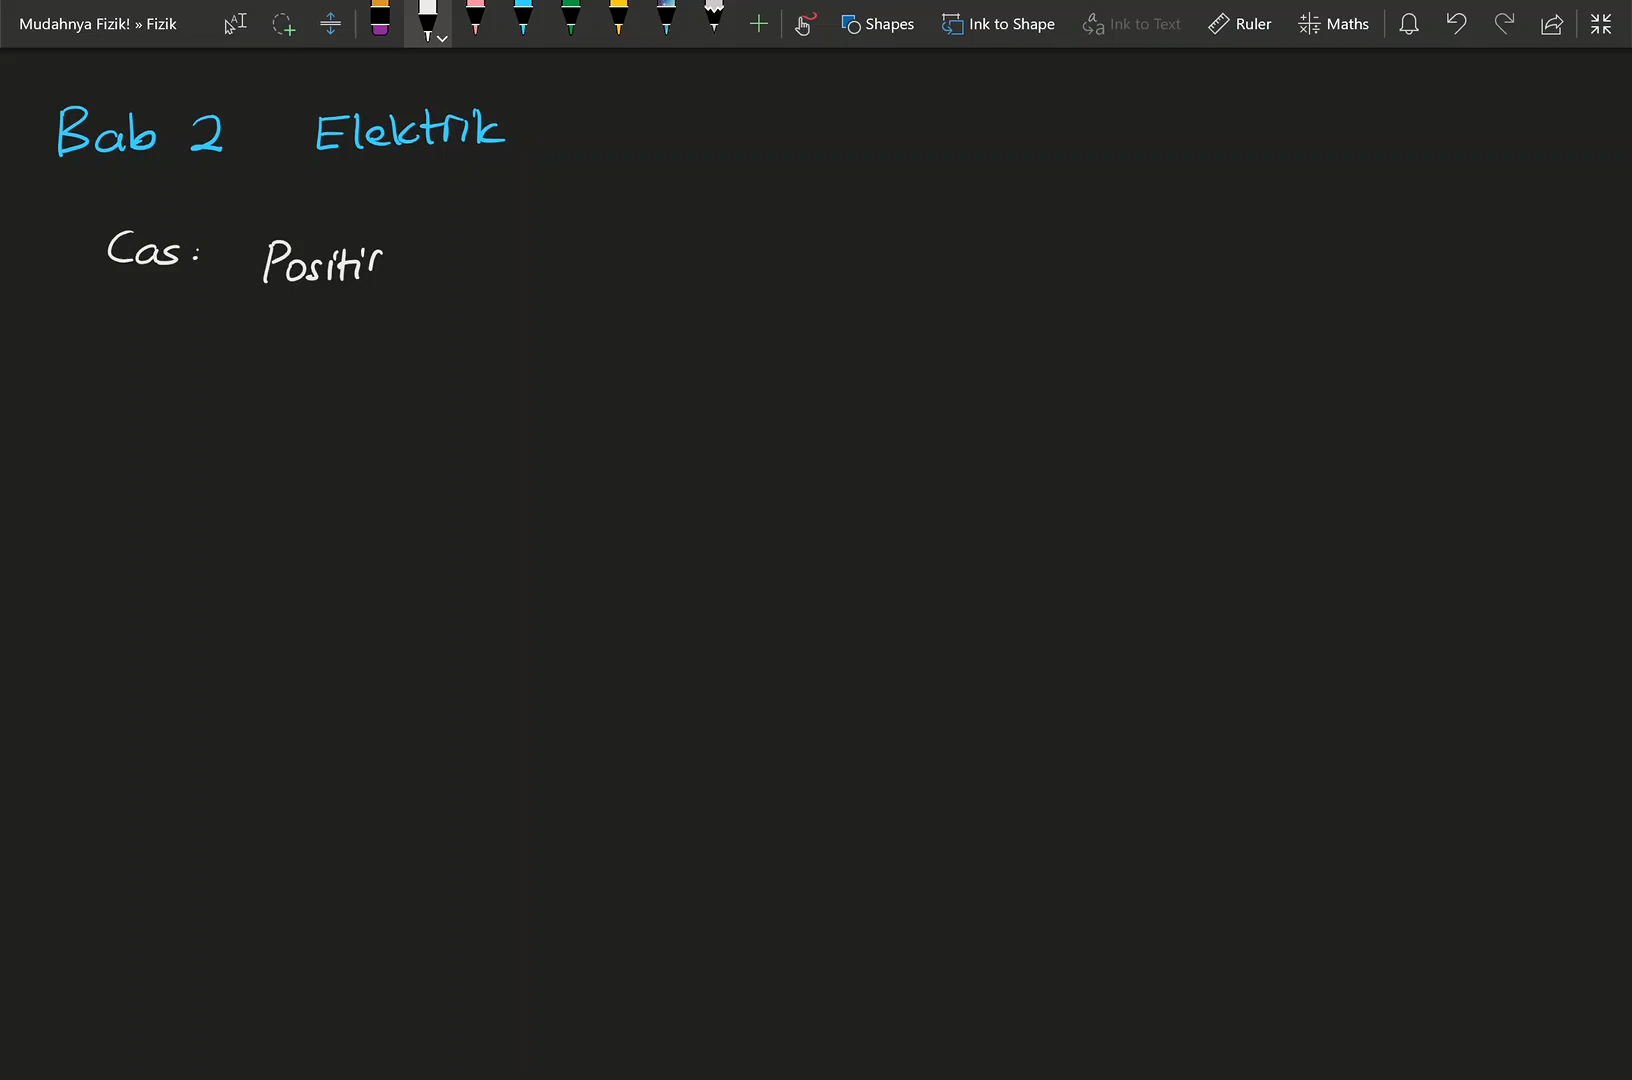 Mudahnya Fizik! » Fizik Shapes Ink to Shape Ink to Text Ruler Maths
Bab 2 Elektrik
Cas: Positif